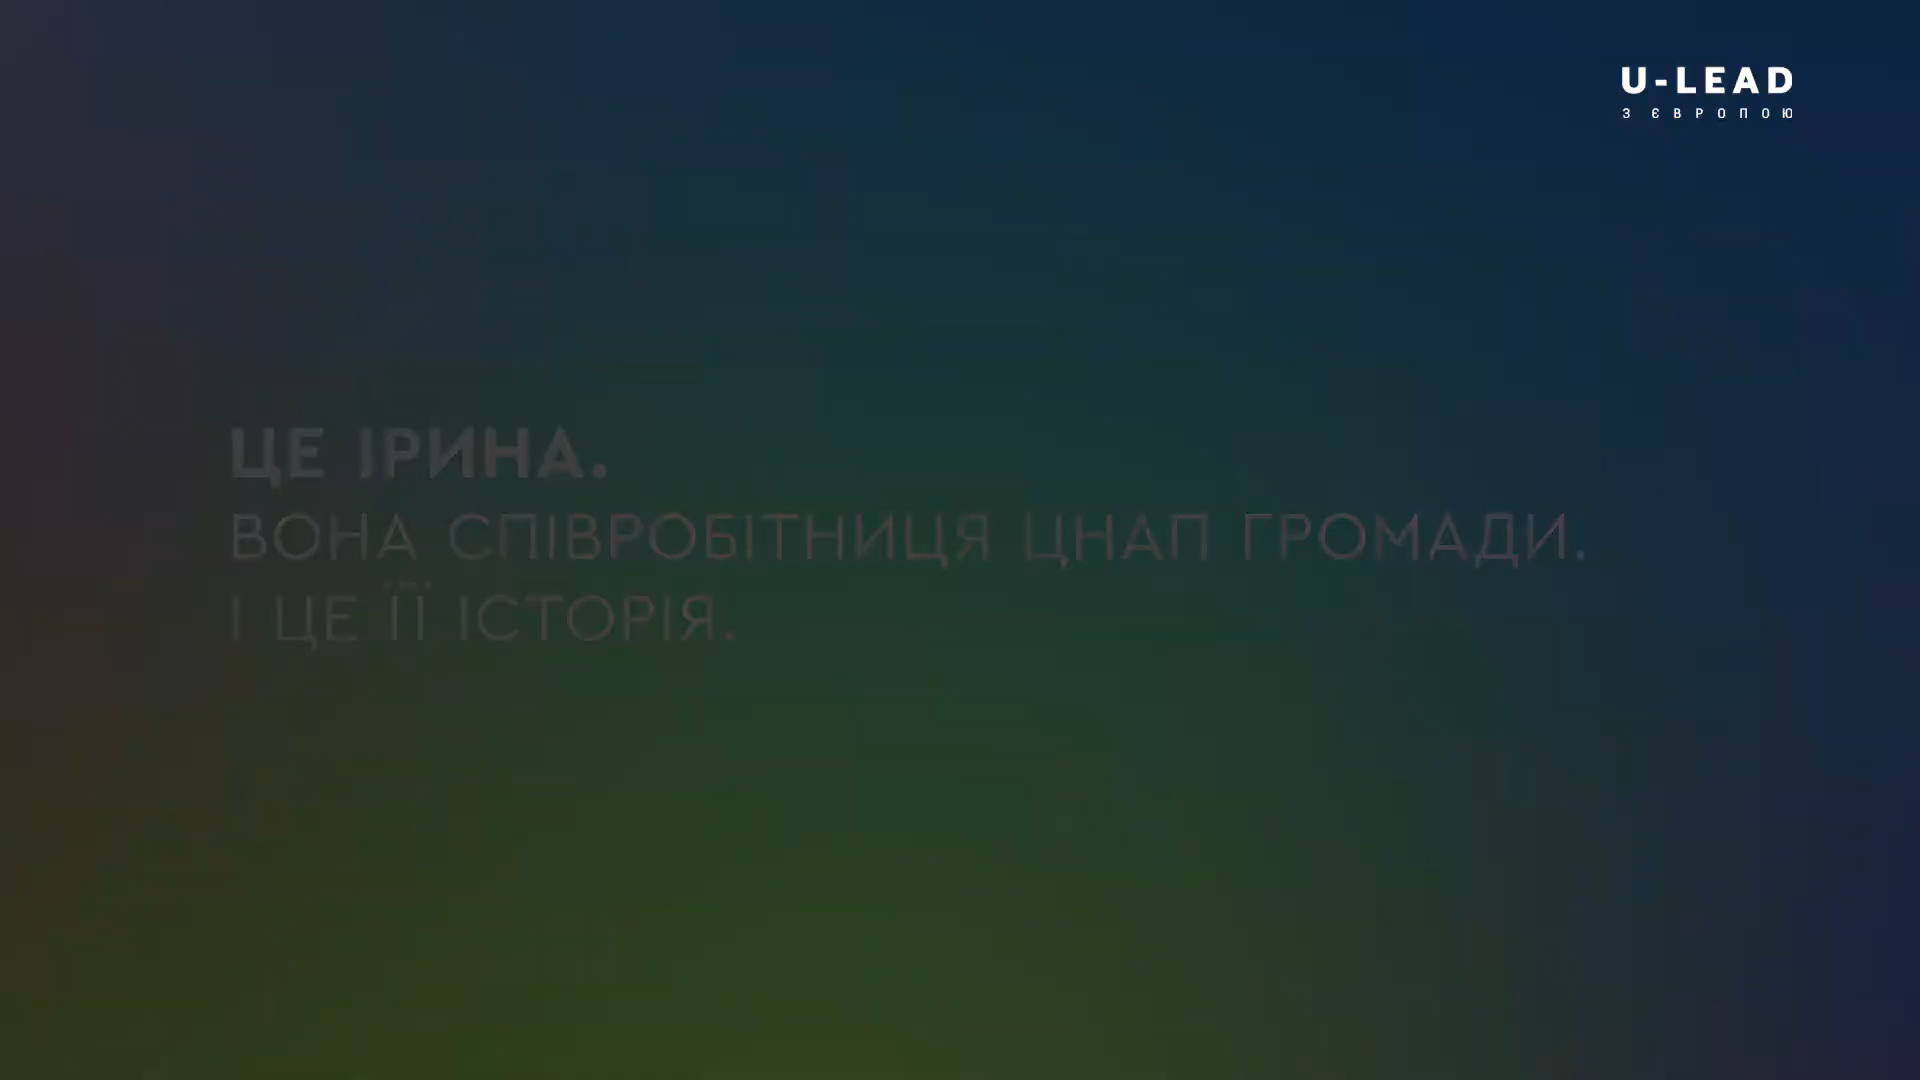 U-LEAD
З ЄВРОПОЮ
ЦЕ ІРИНА.
ВОНА СПІВРОБІТНИЦЯ ЦНАП ГРОМАДИ.
І ЦЕ ЇЇ ІСТОРІЯ.